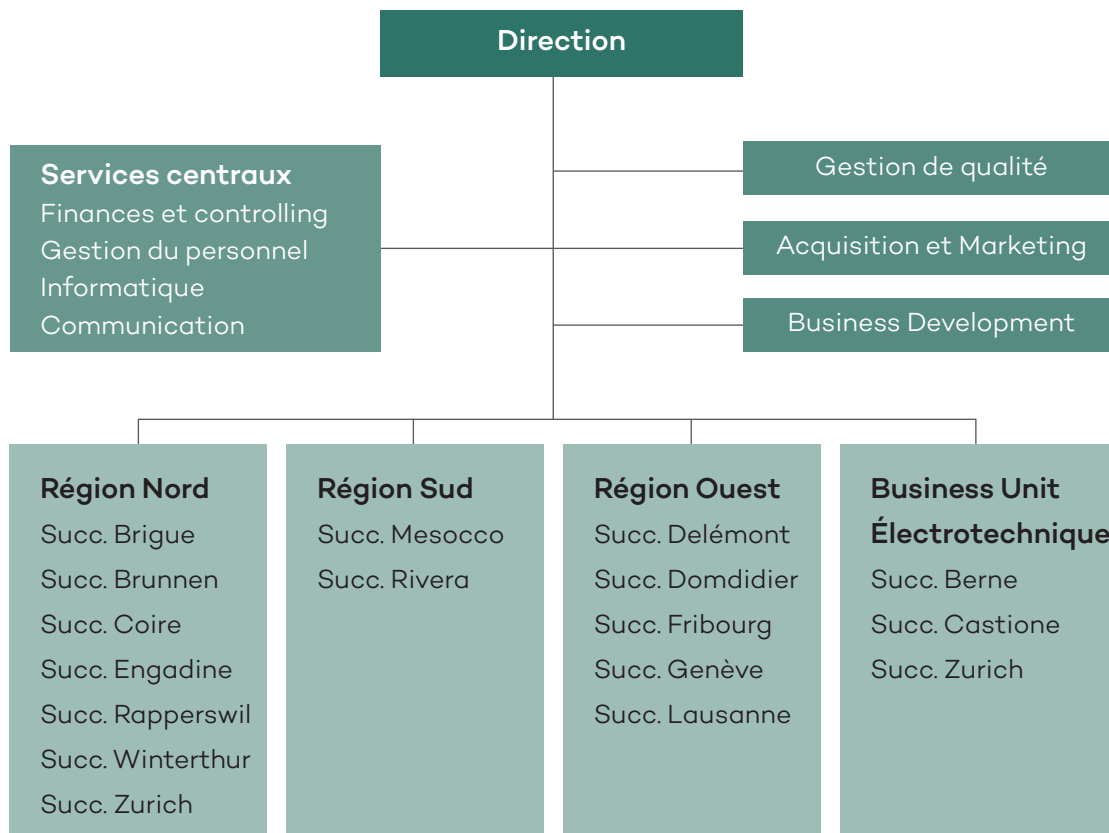 Direction
Services centraux
Finances et controlling
Gestion du personnel
Informatique
Communication
Gestion de qualité
Acquisition et Marketing
Business Development
Région Nord
Succ. Brigue
Succ. Brunnen
Succ. Coire
Succ. Engadine
Succ. Rapperswil
Succ. Winterthur
Succ. Zurich
Région Sud
Succ. Mesocco
Succ. Rivera
Région Ouest
Succ. Delémont
Succ. Domdidier
Succ. Fribourg
Succ. Genève
Succ. Lausanne
Business Unit
Électrotechnique
Succ. Berne
Succ. Castione
Succ. Zurich